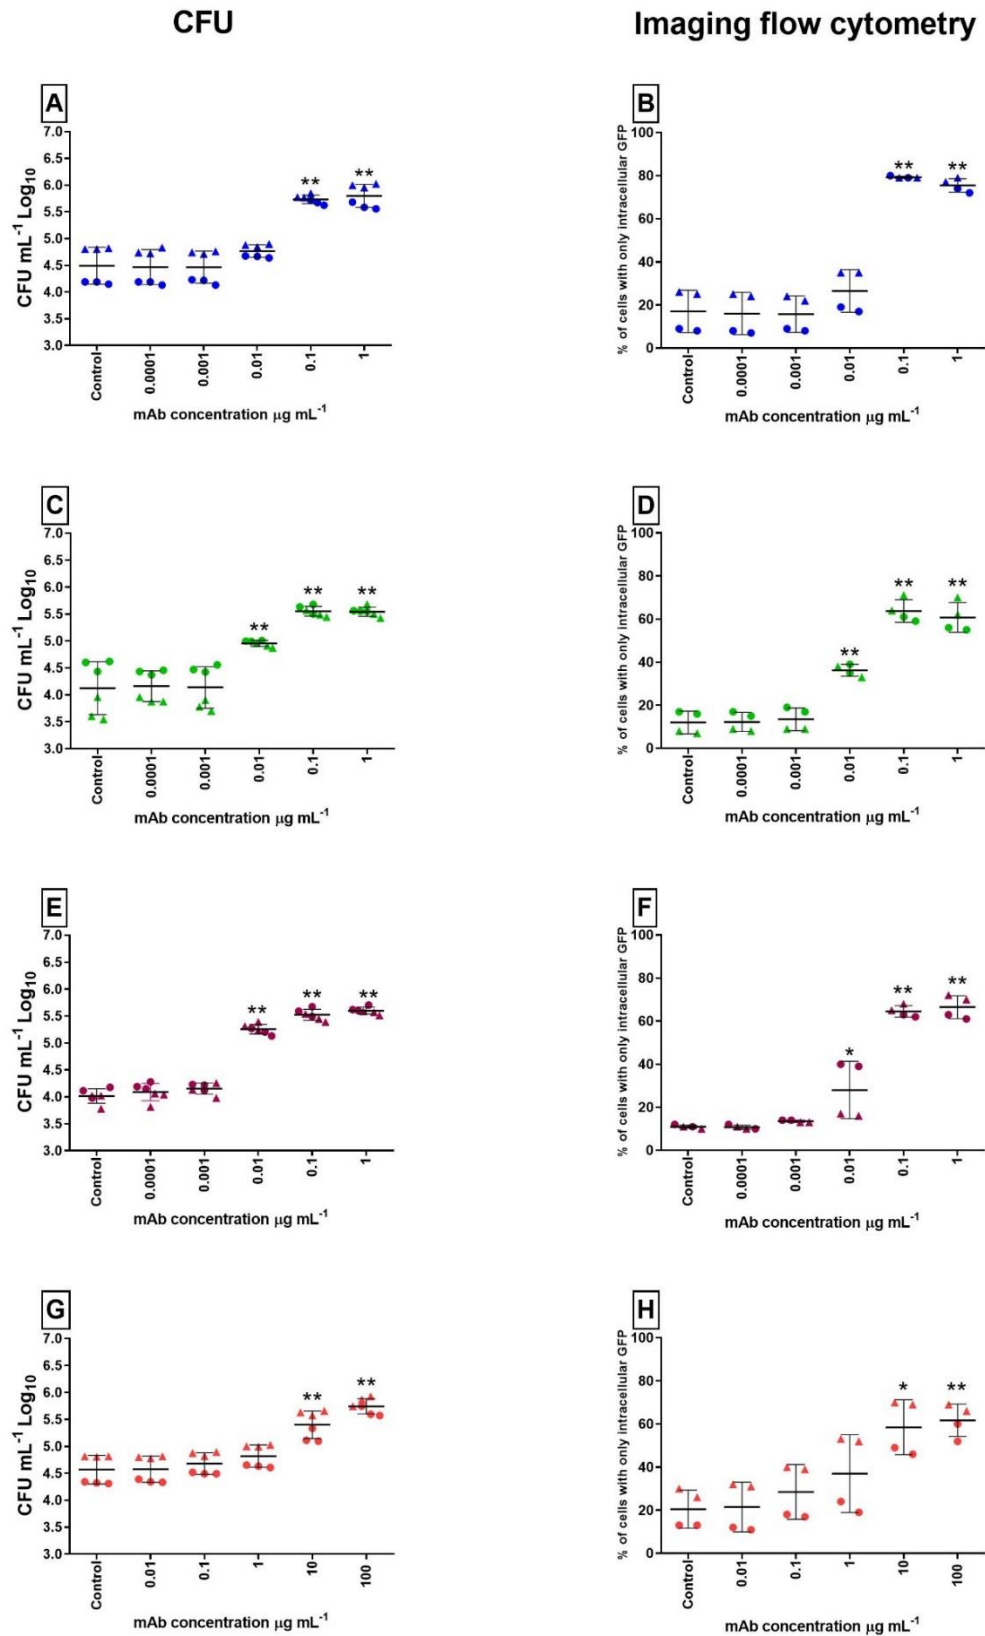 CFU
Imaging flow cytometry
A
CFU mL-1 Log10
7.0
6.5
6.0
5.5
5.0
4.5
4.0
3.5
3.0
** **
Control 0.0001 0.001 0.01 0.1 1
mAb concentration μg mL-1
B
% of cells with only intracellular GFP
100
80
60
40
20
0
** **
Control 0.0001 0.001 0.01 0.1 1
mAb concentration μg mL-1
C
CFU mL-1 Log10
7.0
6.5
6.0
5.5
5.0
4.5
4.0
3.5
3.0
** ** **
Control 0.0001 0.001 0.01 0.1 1
mAb concentration μg mL-1
D
% of cells with only intracellular GFP
100
80
60
40
20
0
** ** **
Control 0.0001 0.001 0.01 0.1 1
mAb concentration μg mL-1
E
CFU mL-1 Log10
7.0
6.5
6.0
5.5
5.0
4.5
4.0
3.5
3.0
** ** **
Control 0.0001 0.001 0.01 0.1 1
mAb concentration μg mL-1
F
% of cells with only intracellular GFP
100
80
60
40
20
0
* ** **
Control 0.0001 0.001 0.01 0.1 1
mAb concentration μg mL-1
G
CFU mL-1 Log10
7.0
6.5
6.0
5.5
5.0
4.5
4.0
3.5
3.0
** **
Control 0.01 0.1 1 10 100
mAb concentration μg mL-1
H
% of cells with only intracellular GFP
100
80
60
40
20
0
* **
Control 0.01 0.1 1 10 100
mAb concentration μg mL-1